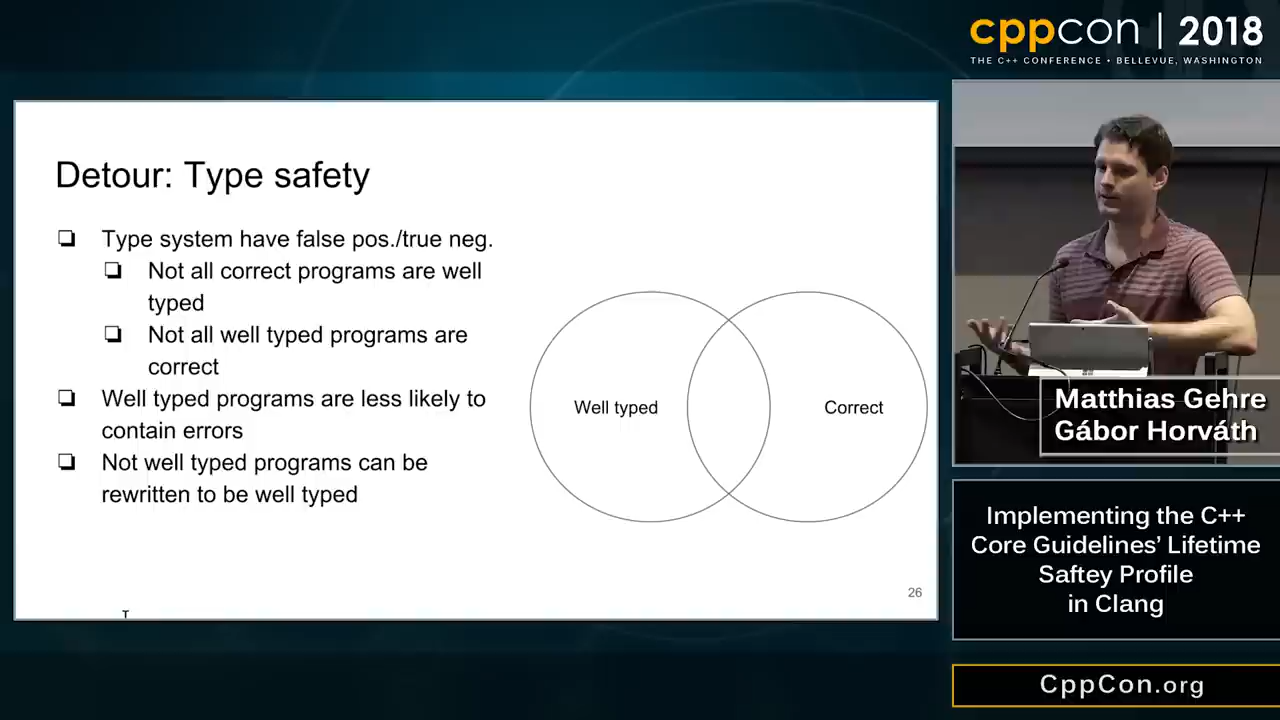 cppcon | 2018
THE C++ CONFERENCE • BELLEVUE, WASHINGTON
Detour: Type safety
❏ Type system have false pos./true neg.
❏ Not all correct programs are well
typed
❏ Not all well typed programs are
correct
❏ Well typed programs are less likely to
contain errors
❏ Not well typed programs can be
rewritten to be well typed
Well typed
Correct
26
Matthias Gehre
Gábor Horváth
Implementing the C++
Core Guidelines’ Lifetime
Saftey Profile
in Clang
CppCon.org